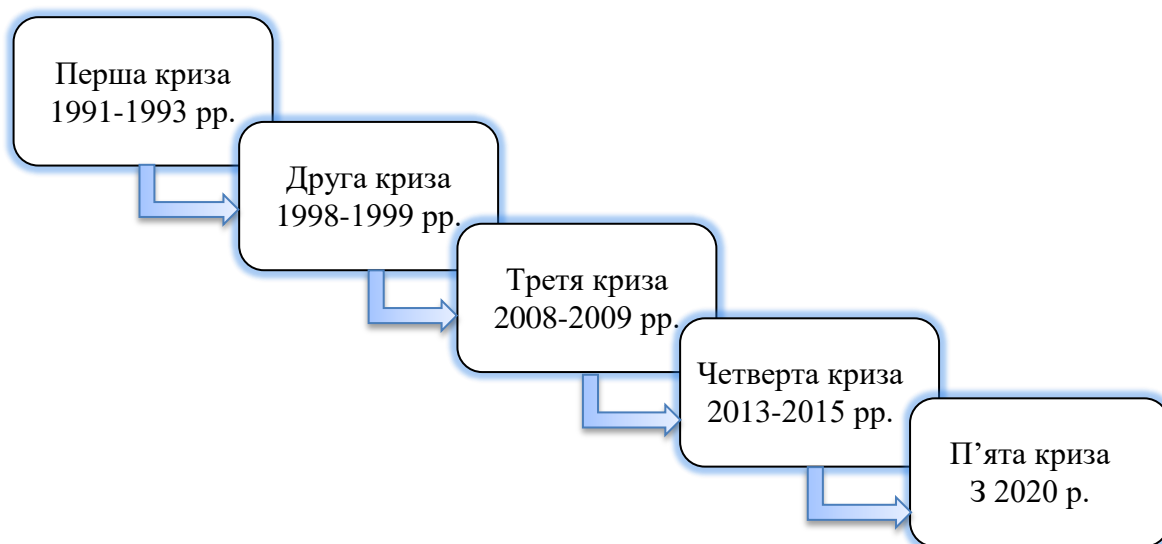 Перша криза
1991-1993 рр.
Друга криза
1998-1999 рр.
Третя криза
2008-2009 рр.
Четверта криза
2013-2015 рр.
П’ята криза
З 2020 р.